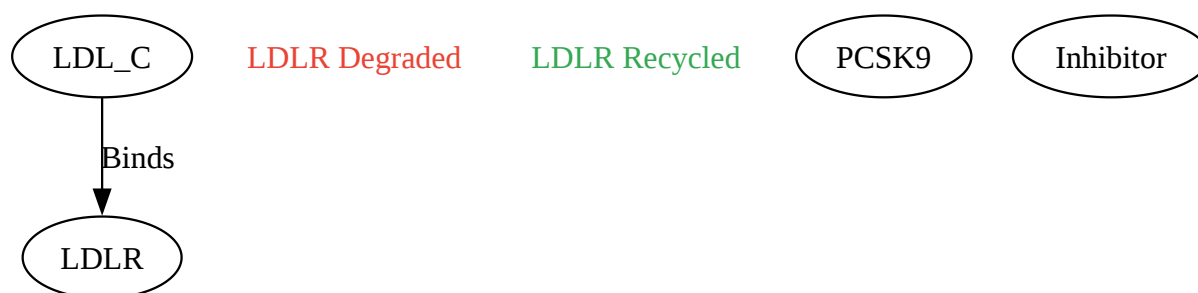 LDL_C
LDLR Degraded
LDLR Recycled
PCSK9
Inhibitor
Binds
LDLR